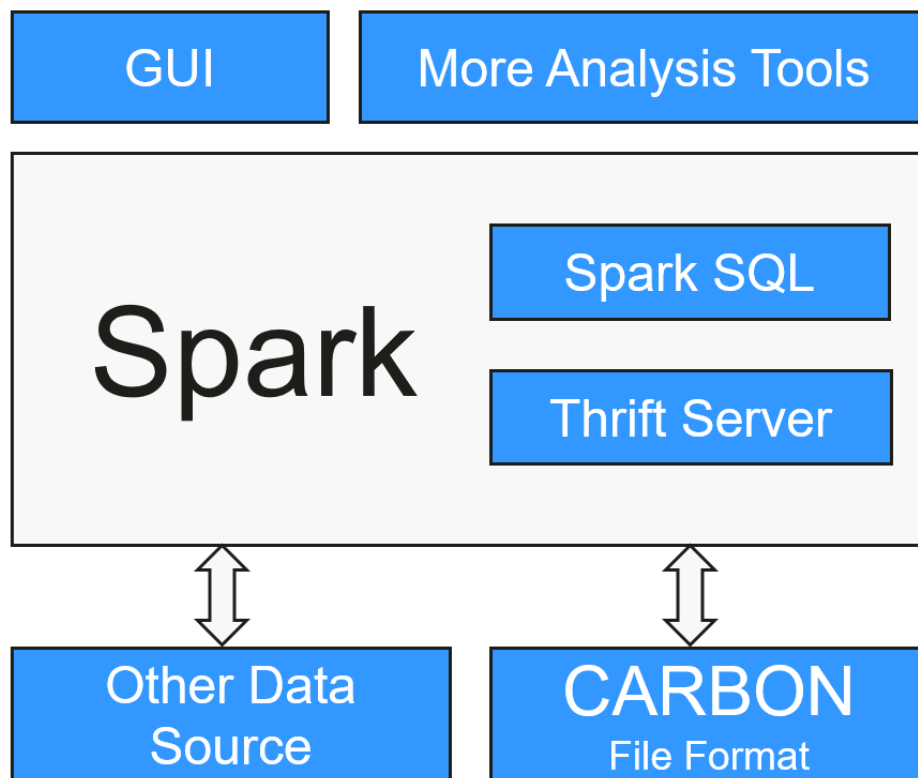 GUI
More Analysis Tools
Spark
Spark SQL
Thrift Server
Other Data
Source
CARBON
File Format